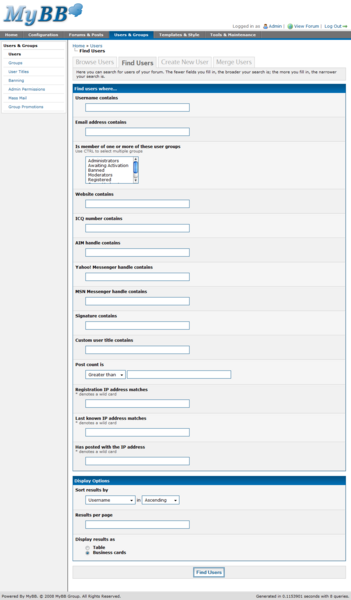 MyBB
Logged in as Admin | View Forum | Log Out
Home Configuration Forums & Posts Users & Groups Templates & Style Tools & Maintenance
Users & Groups
Users
Groups
User Titles
Banning
Admin Permissions
Mass Mail
Group Promotions
Home » Users
Find Users
Browse Users Find Users Create New User Merge Users
Here you can search for users of your forum. The fewer fields you fill in, the broader your search is; the more you fill in, the narrower
your search is.
Find users where...
Username contains
Email address contains
Is member of one or more of these user groups
Use CTRL to select multiple groups
Administrators
Awaiting Activation
Banned
Moderators
Registered
Website contains
ICQ number contains
AIM handle contains
Yahoo! Messenger handle contains
MSN Messenger handle contains
Signature contains
Custom user title contains
Post count is
Greater than
Registration IP address matches
* denotes a wild card
Last known IP address matches
* denotes a wild card
Has posted with the IP address
* denotes a wild card
Display Options
Sort results by
Username in Ascending
Results per page
Display results as
Table
Business cards
Find Users
Powered By MyBB. © 2008 MyBB Group. All Rights Reserved. Generated in 0.1153901 seconds with 9 queries.